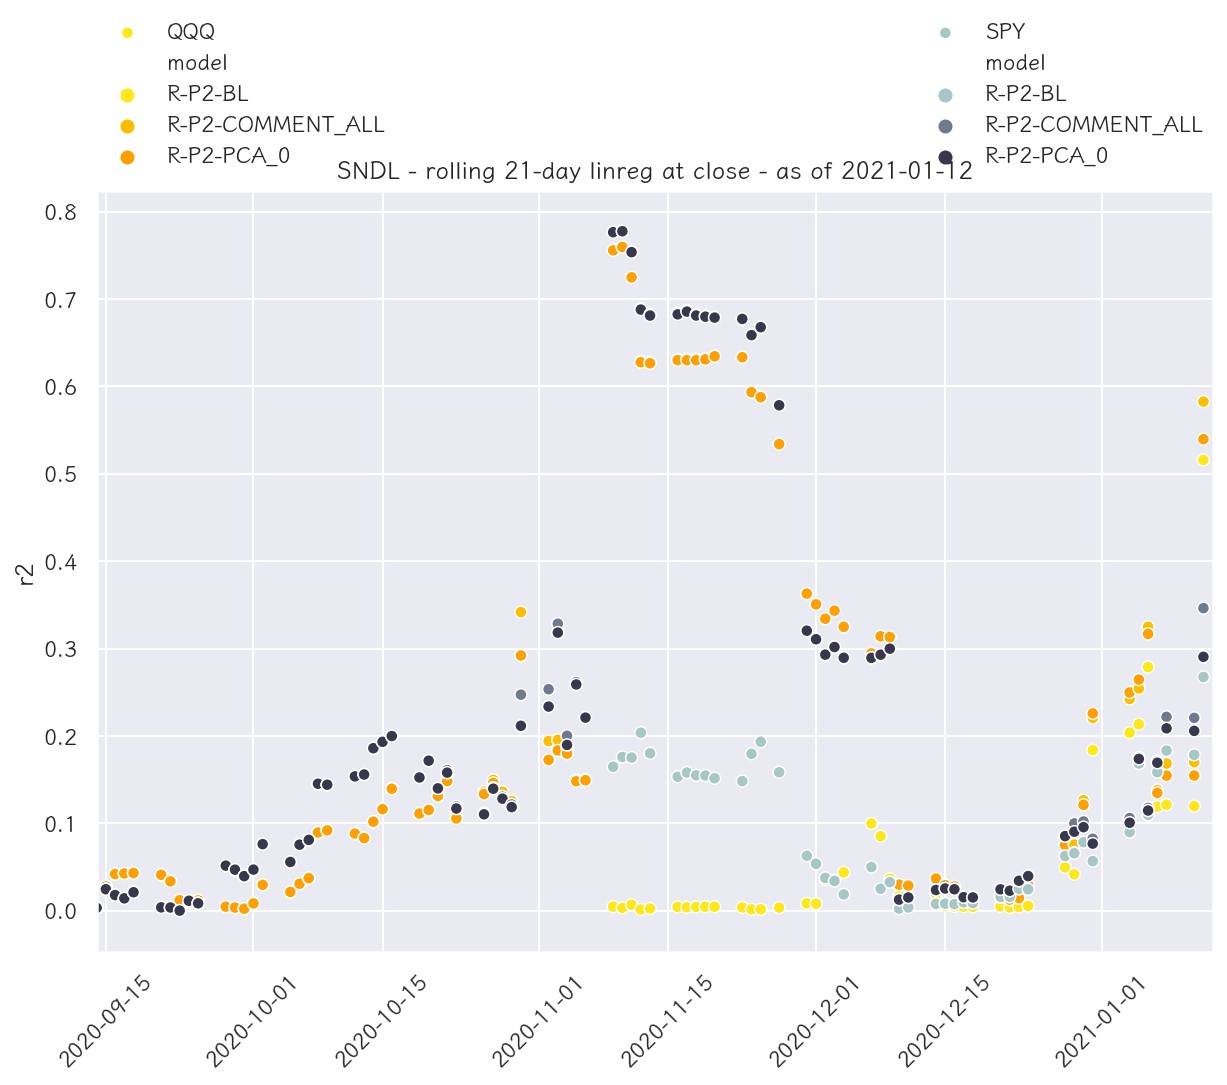 QQQ
model
R-P2-BL
R-P2-COMMENT_ALL
R-P2-PCA_0
SPY
model
R-P2-BL
R-P2-COMMENT_ALL
R-P2-PCA_0
SNDL - rolling 21-day linreg at close - as of 2021-01-12
r2
0.8
0.7
0.6
0.5
0.4
0.3
0.2
0.1
0.0
2020-09-15
2020-10-01
2020-10-15
2020-11-01
2020-11-15
2020-12-01
2020-12-15
2021-01-01